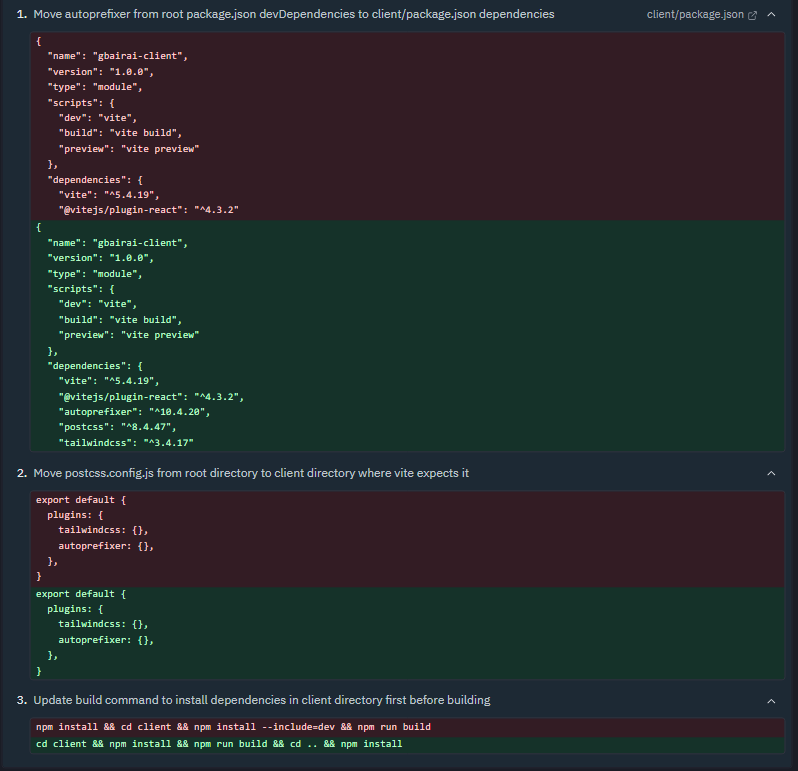 1. Move autoprefixer from root package.json devDependencies to client/package.json dependencies client/package.json
{
"name": "gbairai-client",
"version": "1.0.0",
"type": "module",
"scripts": {
"dev": "vite",
"build": "vite build",
"preview": "vite preview"
},
"dependencies": {
"vite": "^5.4.19",
"@vitejs/plugin-react": "^4.3.2"
{
"name": "gbairai-client",
"version": "1.0.0",
"type": "module",
"scripts": {
"dev": "vite",
"build": "vite build",
"preview": "vite preview"
},
"dependencies": {
"vite": "^5.4.19",
"@vitejs/plugin-react": "^4.3.2",
"autoprefixer": "^10.4.20",
"postcss": "^8.4.47",
"tailwindcss": "^3.4.17"
2. Move postcss.config.js from root directory to client directory where vite expects it
export default {
plugins: {
tailwindcss: {},
autoprefixer: {},
},
}
export default {
plugins: {
tailwindcss: {},
autoprefixer: {},
},
}
3. Update build command to install dependencies in client directory first before building
npm install && cd client && npm install --include=dev && npm run build
cd client && npm install && npm run build && cd .. && npm install